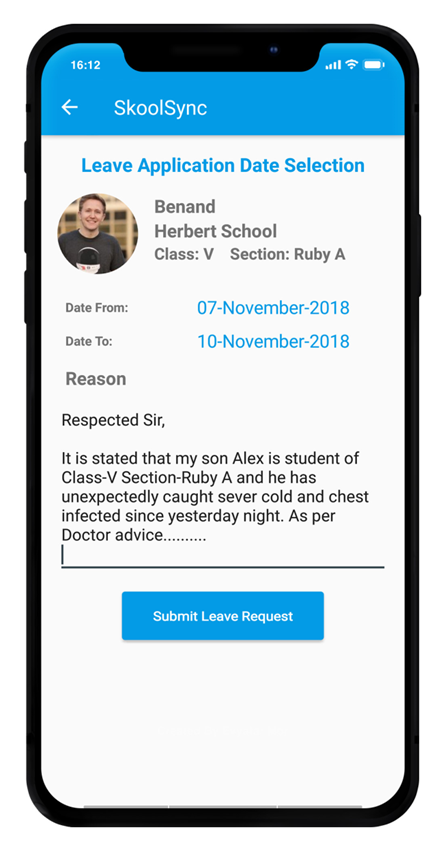 16:12
SkoolSync
Leave Application Date Selection
Benand
Herbert School
Class: V Section: Ruby A
Date From: 07-November-2018
Date To: 10-November-2018
Reason
Respected Sir,
It is stated that my son Alex is student of
Class-V Section-Ruby A and he has
unexpectedly caught sever cold and chest
infected since yesterday night. As per
Doctor advice..........
Submit Leave Request